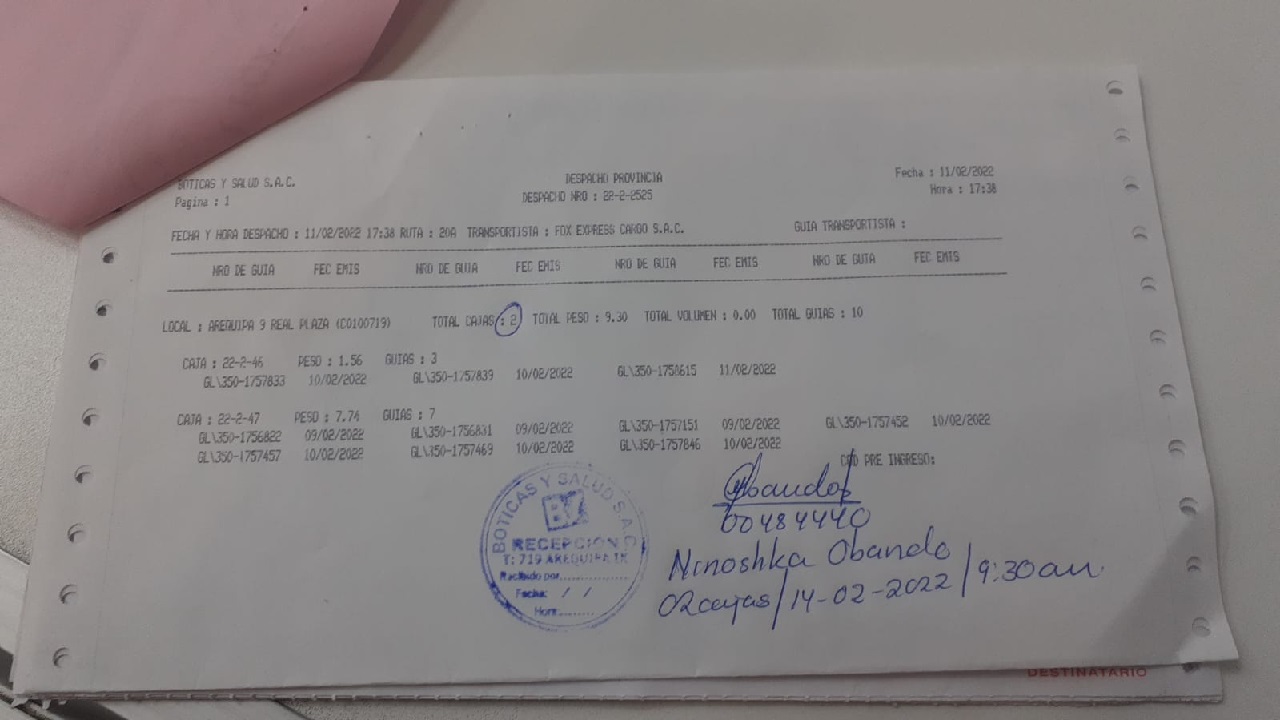 BOTICAS Y SALUD S.A.C. DESPACHO PROVINCIA Fecha : 11/02/2022
Pagina : 1 DESPACHO NRO : 22-2-2525 Hora : 17:38
FECHA Y HORA DESPACHO : 11/02/2022 17:38 RUTA : 20A TRANSPORTISTA : FOX EXPRESS CARGO S.A.C. GUIA TRANSPORTISTA :
NRO DE GUIA FEC EMIS NRO DE GUIA FEC EMIS NRO DE GUIA FEC EMIS NRO DE GUIA FEC EMIS
LOCAL : AREQUIPA 9 REAL PLAZA (C0100719) TOTAL CAJAS : 2 TOTAL PESO : 9.30 TOTAL VOLUMEN : 0.00 TOTAL GUIAS : 10
CAJA : 22-2-46 PESO : 1.56 GUIAS : 3
GL\350-1757833 10/02/2022 GL\350-1757839 10/02/2022 GL\350-1758615 11/02/2022
CAJA : 22-2-47 PESO : 7.74 GUIAS : 7
GL\350-1756822 09/02/2022 GL\350-1756831 09/02/2022 GL\350-1757151 09/02/2022 GL\350-1757452 10/02/2022
GL\350-1757457 10/02/2022 GL\350-1757469 10/02/2022 GL\350-1757846 10/02/2022
PRE INGRESO:
BOTICAS Y SALUD S.A.C.
RECEPCION
T: 719 AREQUIPA
Recibido por..............
Fecha: / /
Hora:........
Obando
00484440
Ninoshka Obando
02cajas/14-02-2022/9:30am
DESTINATARIO